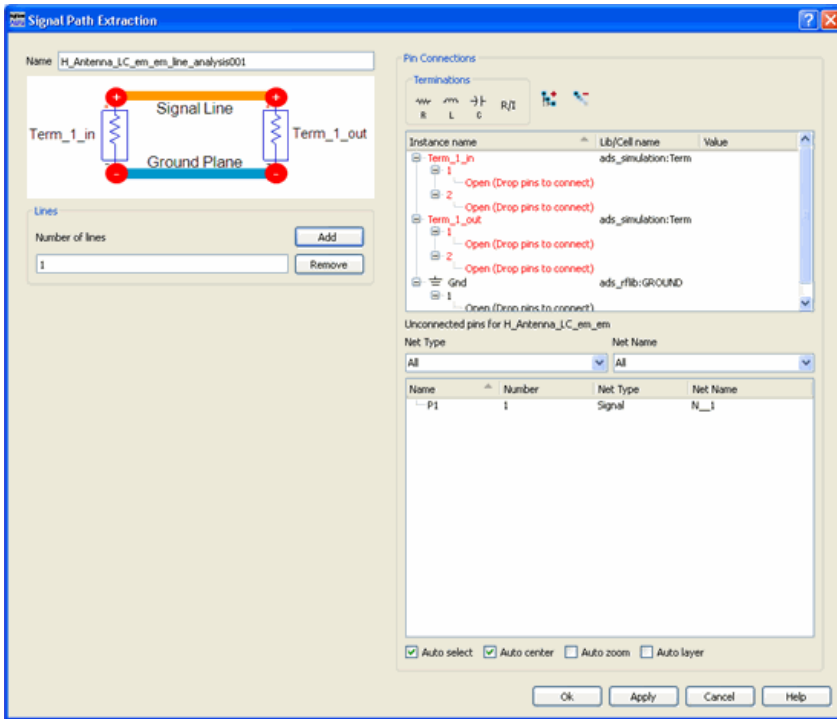 Signal Path Extraction
Name H_Antenna_LC_em_em_line_analysis001
Signal Line
Term_1_in
Term_1_out
Ground Plane
Lines
Number of lines
Add
1
Remove
Pin Connections
Terminations
R L C R/I
Instance name Lib/Cell name Value
Term_1_in ads_simulation:Term
1
Open (Drop pins to connect)
2
Open (Drop pins to connect)
Term_1_out ads_simulation:Term
1
Open (Drop pins to connect)
2
Open (Drop pins to connect)
Gnd ads_rflib:GROUND
1
Open (Drop pins to connect)
Unconnected pins for H_Antenna_LC_em_em
Net Type Net Name
All All
Name Number Net Type Net Name
P1 1 Signal N__1
Auto select Auto center Auto zoom Auto layer
Ok Apply Cancel Help